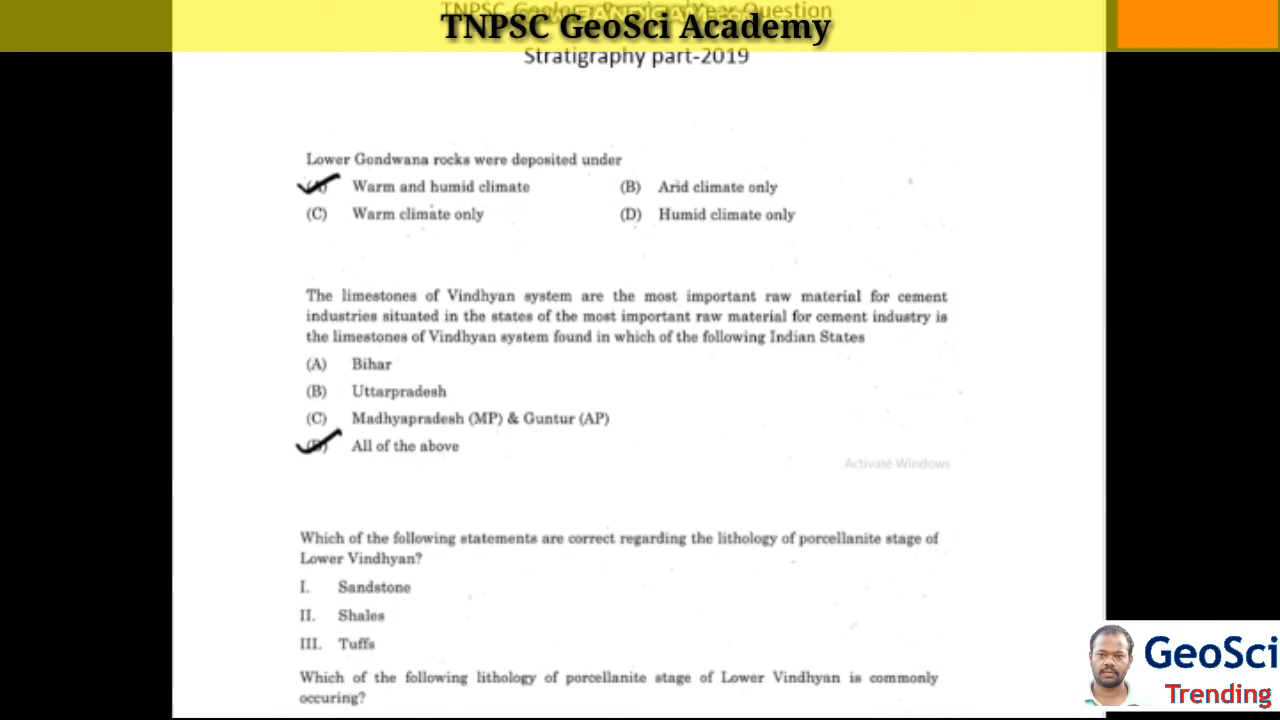 TNPSC GeoSci Academy
Stratigraphy part-2019
Lower Gondwana rocks were deposited under
Warm and humid climate
(B) Arid climate only
(C) Warm climate only
(D) Humid climate only
The limestones of Vindhyan system are the most important raw material for cement
industries situated in the states of the most important raw material for cement industry is
the limestones of Vindhyan system found in which of the following Indian States
(A) Bihar
(B) Uttarpradesh
(C) Madhyapradesh (MP) & Guntur (AP)
All of the above
Activate Windows
Which of the following statements are correct regarding the lithology of porcellanite stage of
Lower Vindhyan?
I. Sandstone
II. Shales
III. Tuffs
Which of the following lithology of porcellanite stage of Lower Vindhyan is commonly
occuring?
GeoSci
Trending